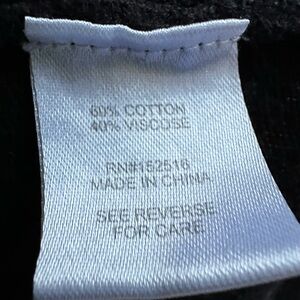 60% COTTON
40% VISCOSE
RN#152516
MADE IN CHINA
SEE REVERSE
FOR CARE